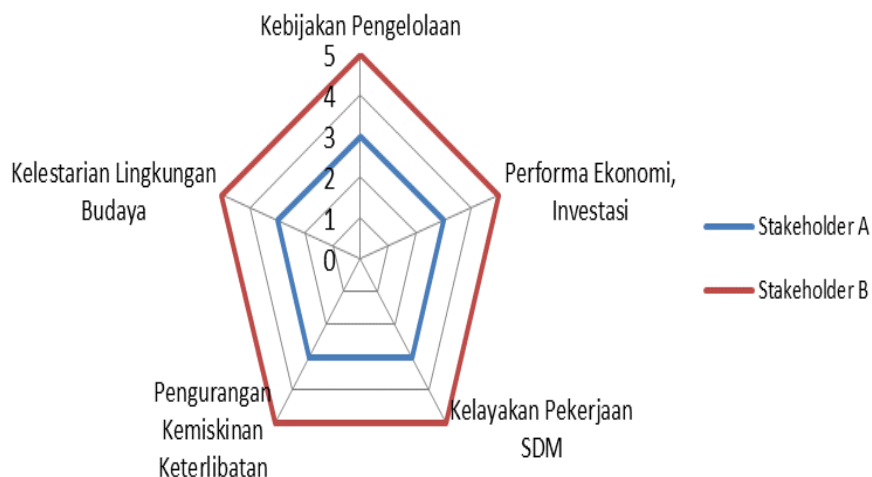 Kebijakan Pengelolaan
5
4
3
2
1
0
Performa Ekonomi,
Investasi
Kelayakan Pekerjaan
SDM
Pengurangan
Kemiskinan
Keterlibatan
Kelestarian Lingkungan
Budaya
Stakeholder A
Stakeholder B